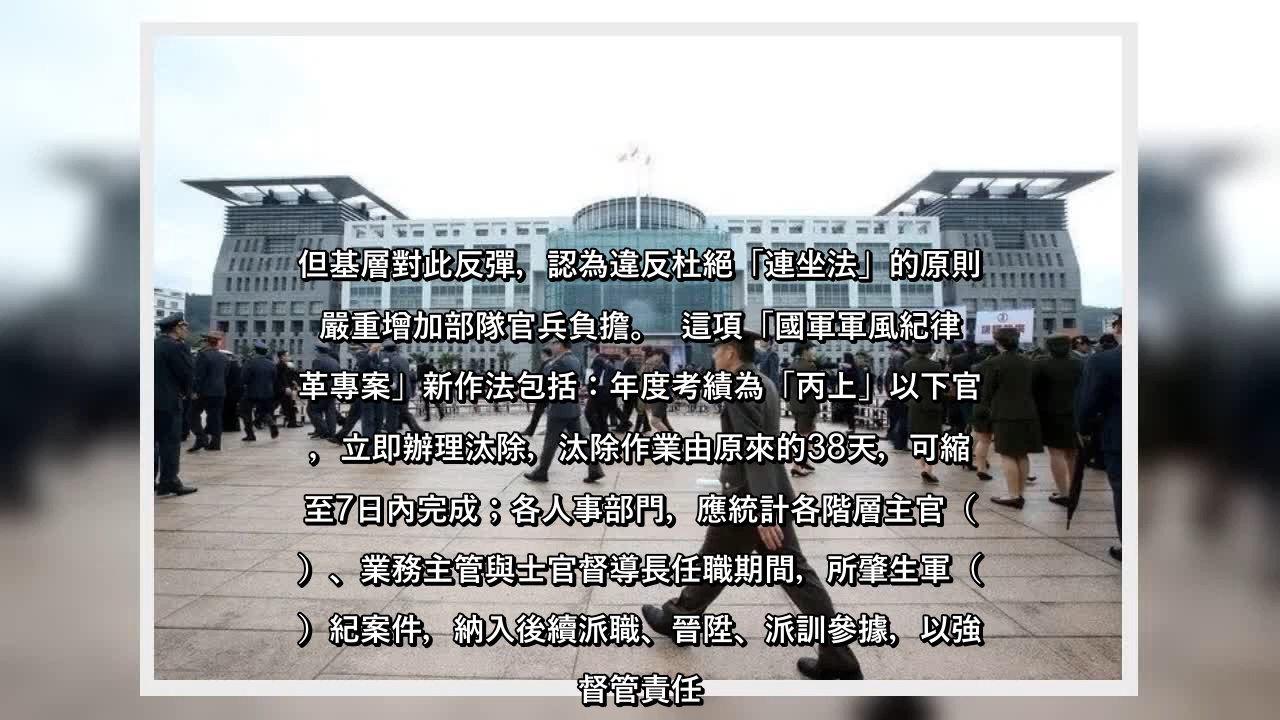 但基層對此反彈，認為違反杜絕「連坐法」的原則
嚴重增加部隊官兵負擔。 這項「國軍軍風紀律
革專案」新作法包括：年度考績為「丙上」以下官
，立即辦理汰除，汰除作業由原來的38天，可縮
至7日內完成；各人事部門，應統計各階層主官（
）、業務主管與士官督導長任職期間，所肇生軍（
）紀案件，納入後續派職、晉陞、派訓參據，以強
督管責任